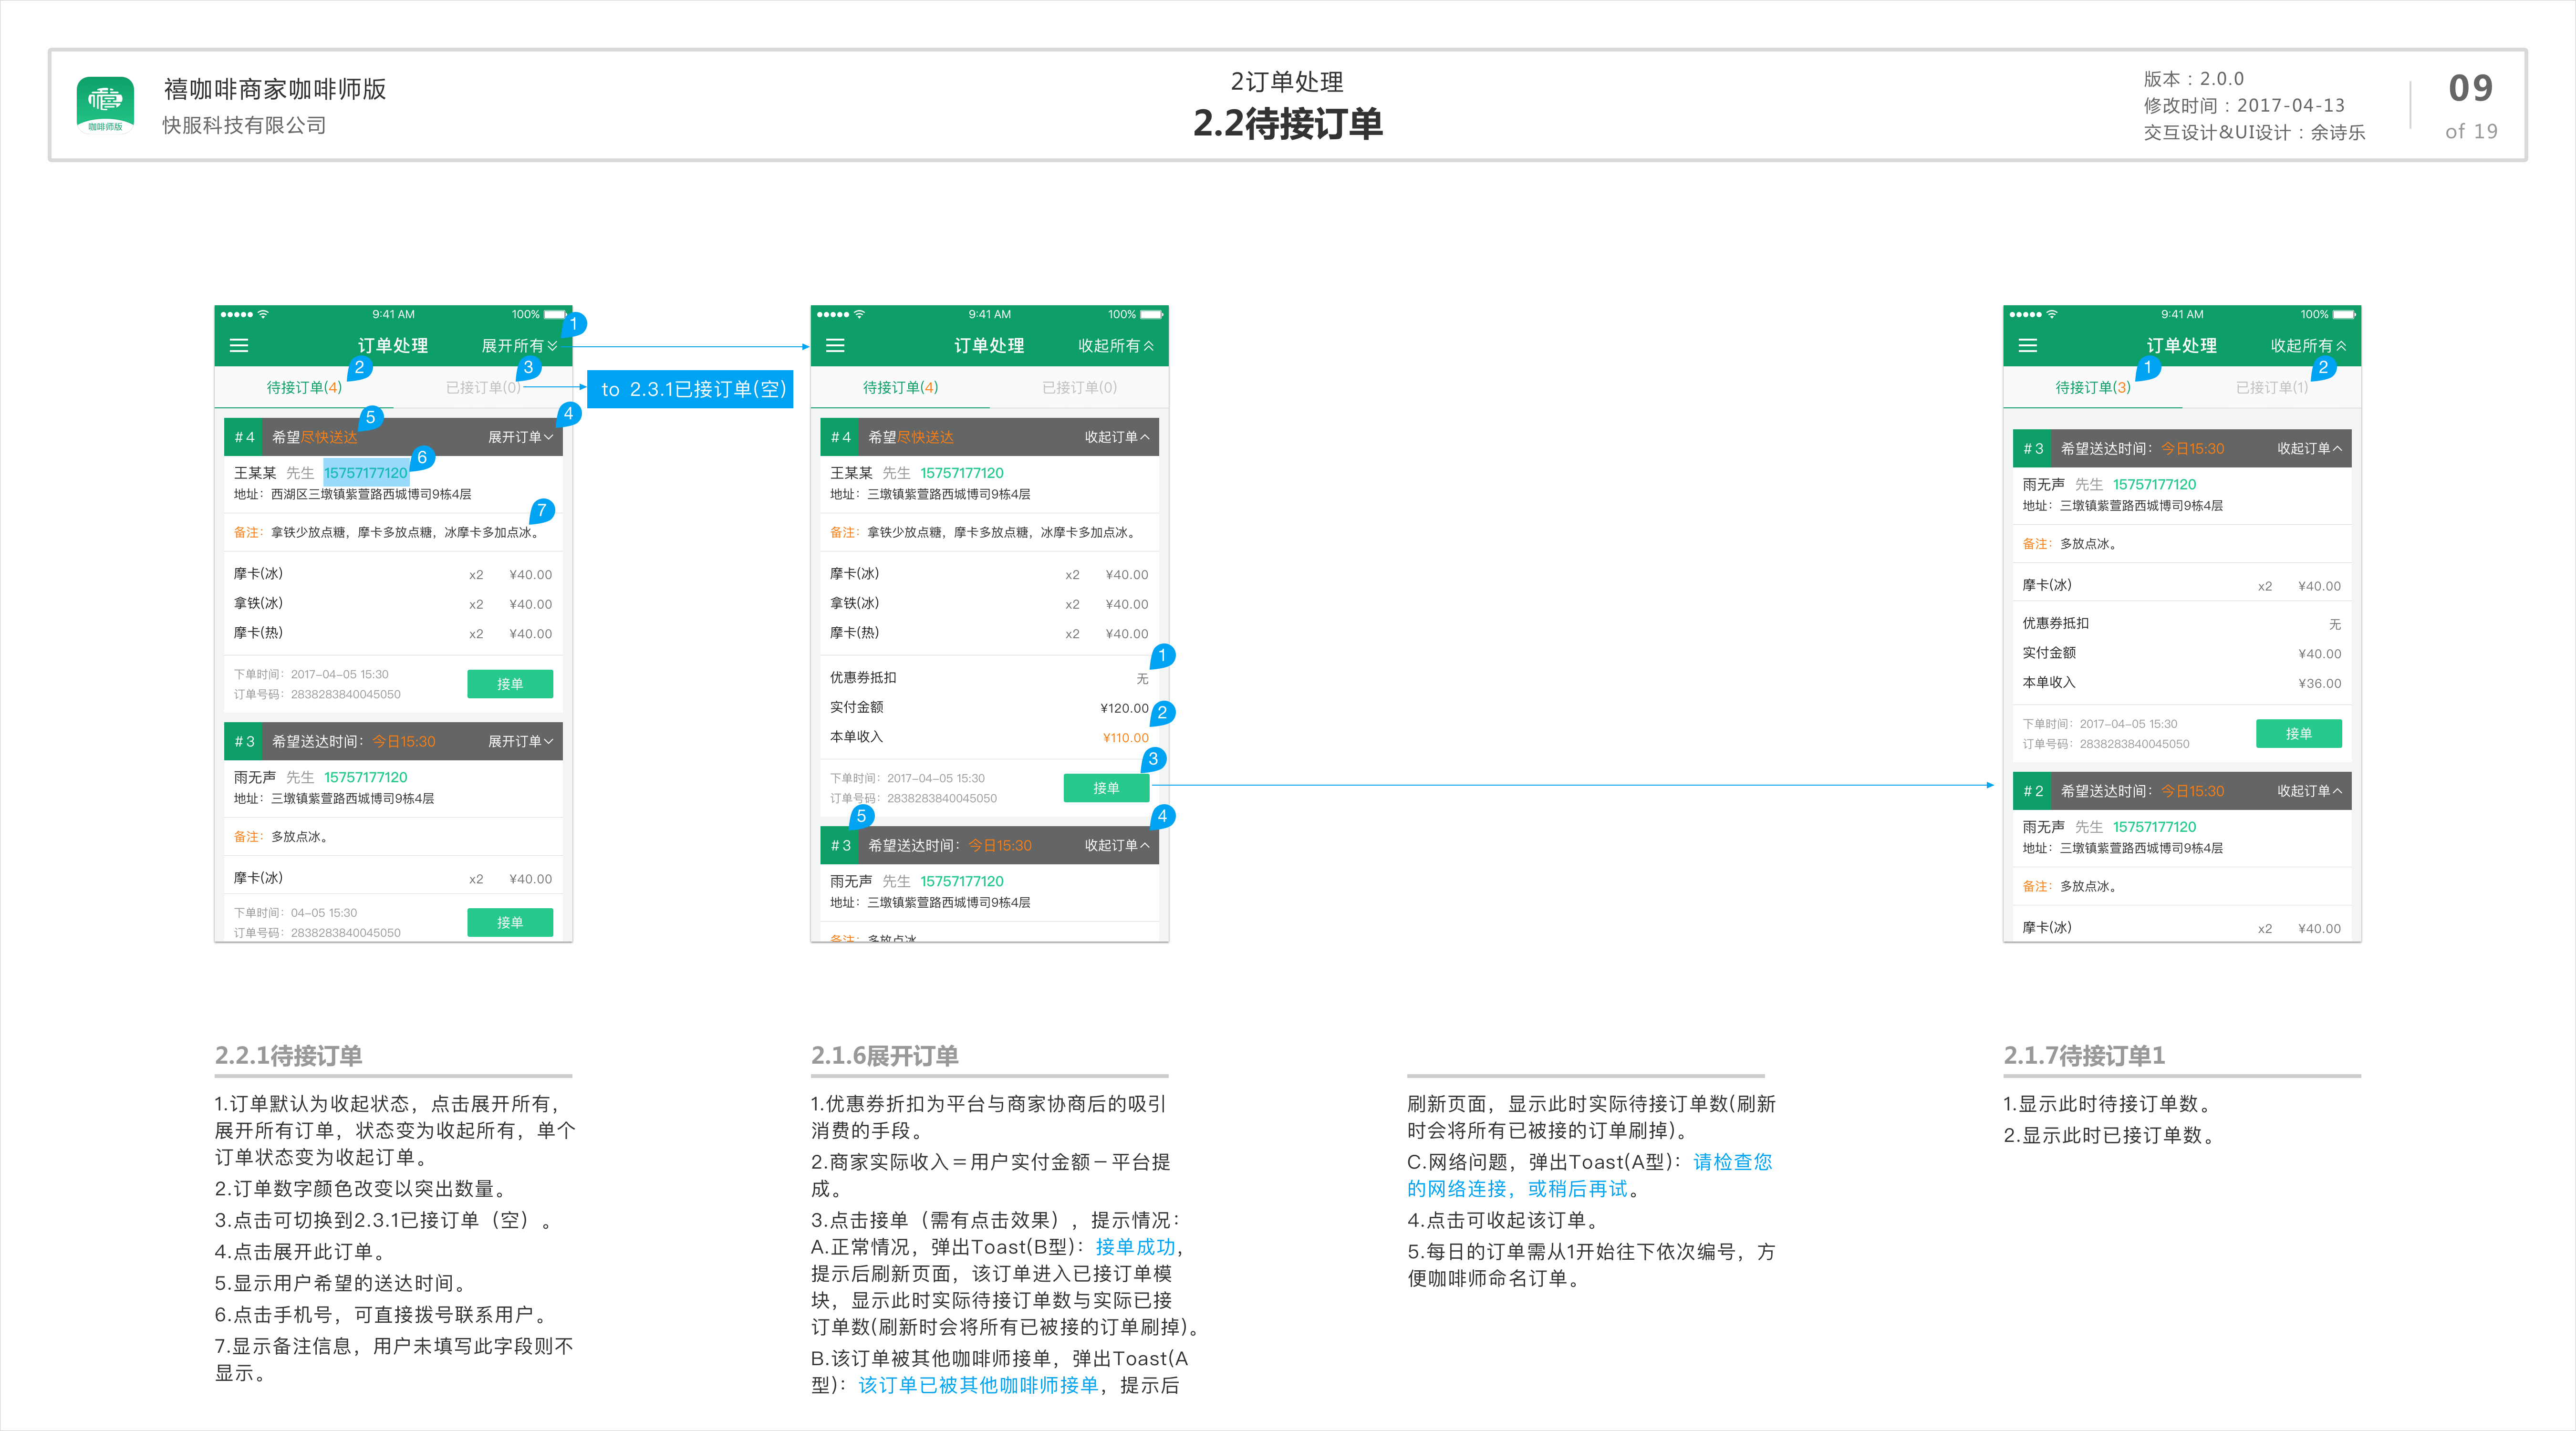 禧咖啡商家咖啡师版
快服科技有限公司
咖啡师版
2订单处理
2.2待接订单
版本：2.0.0
修改时间：2017-04-13
交互设计&UI设计：余诗乐
09
of 19
9:41 AM 100%
订单处理 展开所有
1
2
3
待接订单(4) 已接订单(0)
to 2.3.1已接订单(空)
5
4
#4 希望尽快送达 展开订单
6
王某某 先生 15757177120
地址：西湖区三墩镇紫萱路西城博司9栋4层
7
备注：拿铁少放点糖，摩卡多放点糖，冰摩卡多加点冰。
摩卡(冰) x2 ¥40.00
拿铁(冰) x2 ¥40.00
摩卡(热) x2 ¥40.00
下单时间：2017-04-05 15:30
订单号码：2838283840045050
接单
#3 希望送达时间：今日15:30 展开订单
雨无声 先生 15757177120
地址：三墩镇紫萱路西城博司9栋4层
备注：多放点冰。
摩卡(冰) x2 ¥40.00
下单时间：04-05 15:30
订单号码：2838283840045050
接单
9:41 AM 100%
订单处理 收起所有
待接订单(4) 已接订单(0)
#4 希望尽快送达 收起订单
王某某 先生 15757177120
地址：三墩镇紫萱路西城博司9栋4层
备注：拿铁少放点糖，摩卡多放点糖，冰摩卡多加点冰。
摩卡(冰) x2 ¥40.00
拿铁(冰) x2 ¥40.00
摩卡(热) x2 ¥40.00
1
优惠券抵扣 无
实付金额 ¥120.00
2
本单收入 ¥110.00
3
下单时间：2017-04-05 15:30
订单号码：2838283840045050
接单
5
4
#3 希望送达时间：今日15:30 收起订单
雨无声 先生 15757177120
地址：三墩镇紫萱路西城博司9栋4层
备注：多放点冰
9:41 AM 100%
订单处理 收起所有
1
2
待接订单(3) 已接订单(1)
#3 希望送达时间：今日15:30 收起订单
雨无声 先生 15757177120
地址：三墩镇紫萱路西城博司9栋4层
备注：多放点冰。
摩卡(冰) x2 ¥40.00
优惠券抵扣 无
实付金额 ¥40.00
本单收入 ¥36.00
下单时间：2017-04-05 15:30
订单号码：2838283840045050
接单
#2 希望送达时间：今日15:30 收起订单
雨无声 先生 15757177120
地址：三墩镇紫萱路西城博司9栋4层
备注：多放点冰。
摩卡(冰) x2 ¥40.00
2.2.1待接订单
1.订单默认为收起状态，点击展开所有，
展开所有订单，状态变为收起所有，单个
订单状态变为收起订单。
2.订单数字颜色改变以突出数量。
3.点击可切换到2.3.1已接订单（空）。
4.点击展开此订单。
5.显示用户希望的送达时间。
6.点击手机号，可直接拨号联系用户。
7.显示备注信息，用户未填写此字段则不
显示。
2.1.6展开订单
1.优惠券折扣为平台与商家协商后的吸引
消费的手段。
2.商家实际收入＝用户实付金额－平台提
成。
3.点击接单（需有点击效果），提示情况：
A.正常情况，弹出Toast(B型)：接单成功，
提示后刷新页面，该订单进入已接订单模
块，显示此时实际待接订单数与实际已接
订单数(刷新时会将所有已被接的订单刷掉)。
B.该订单被其他咖啡师接单，弹出Toast(A
型)：该订单已被其他咖啡师接单，提示后
刷新页面，显示此时实际待接订单数(刷新
时会将所有已被接的订单刷掉)。
C.网络问题，弹出Toast(A型)：请检查您
的网络连接，或稍后再试。
4.点击可收起该订单。
5.每日的订单需从1开始往下依次编号，方
便咖啡师命名订单。
2.1.7待接订单1
1.显示此时待接订单数。
2.显示此时已接订单数。